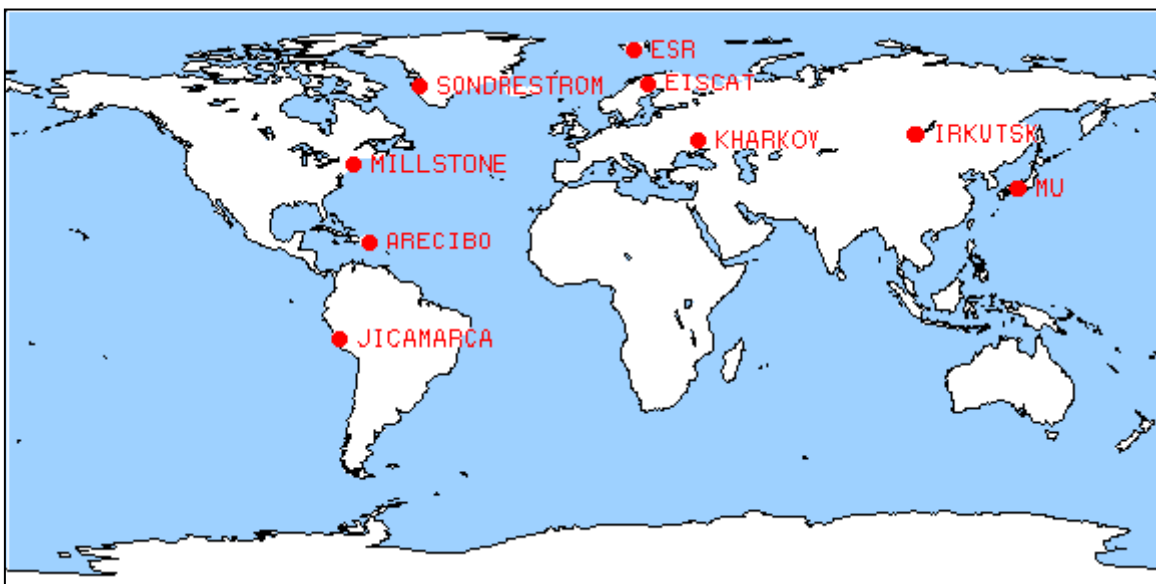 ESR
SONDRESTROM
EISCAT
KHARKOV
IRKUTSK
MILLSTONE
MU
ARECIBO
JICAMARCA